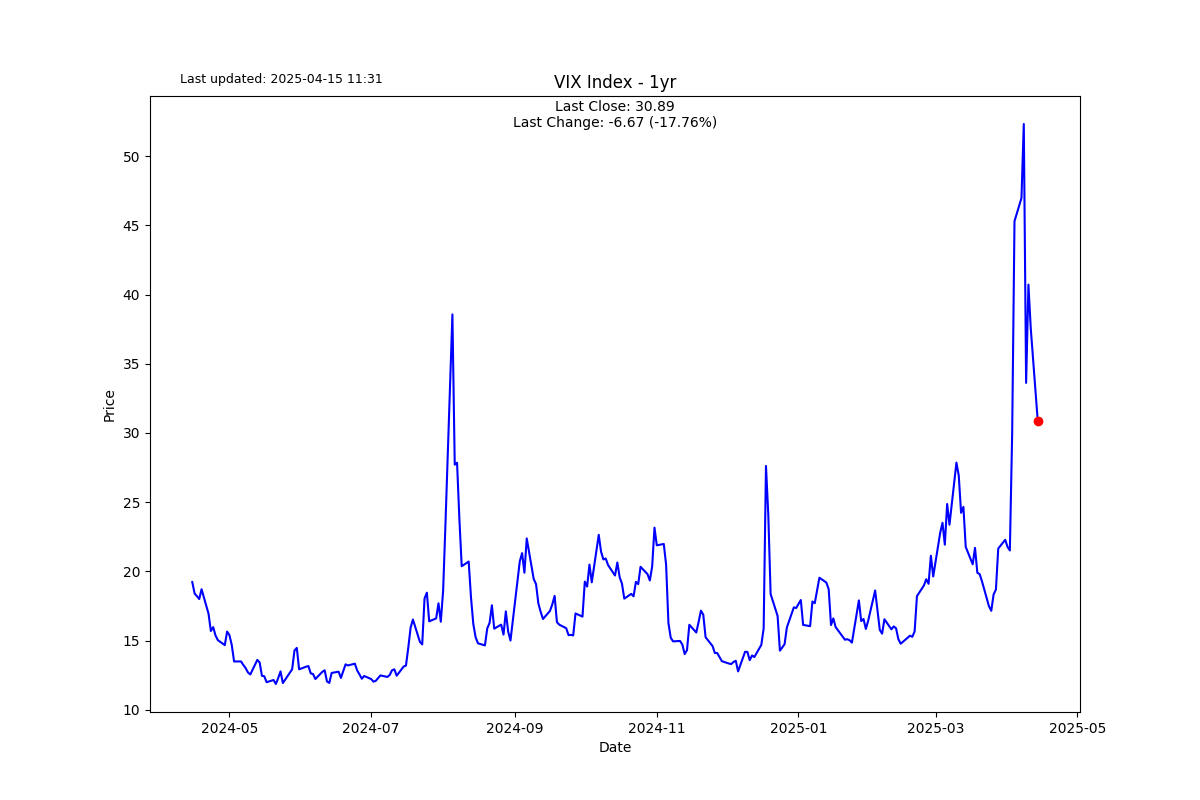 Last updated: 2025-04-15 11:31
VIX Index - 1yr
Last Close: 30.89
Last Change: -6.67 (-17.76%)
Price
50
45
40
35
30
25
20
15
10
2024-05
2024-07
2024-09
2024-11
2025-01
2025-03
2025-05
Date